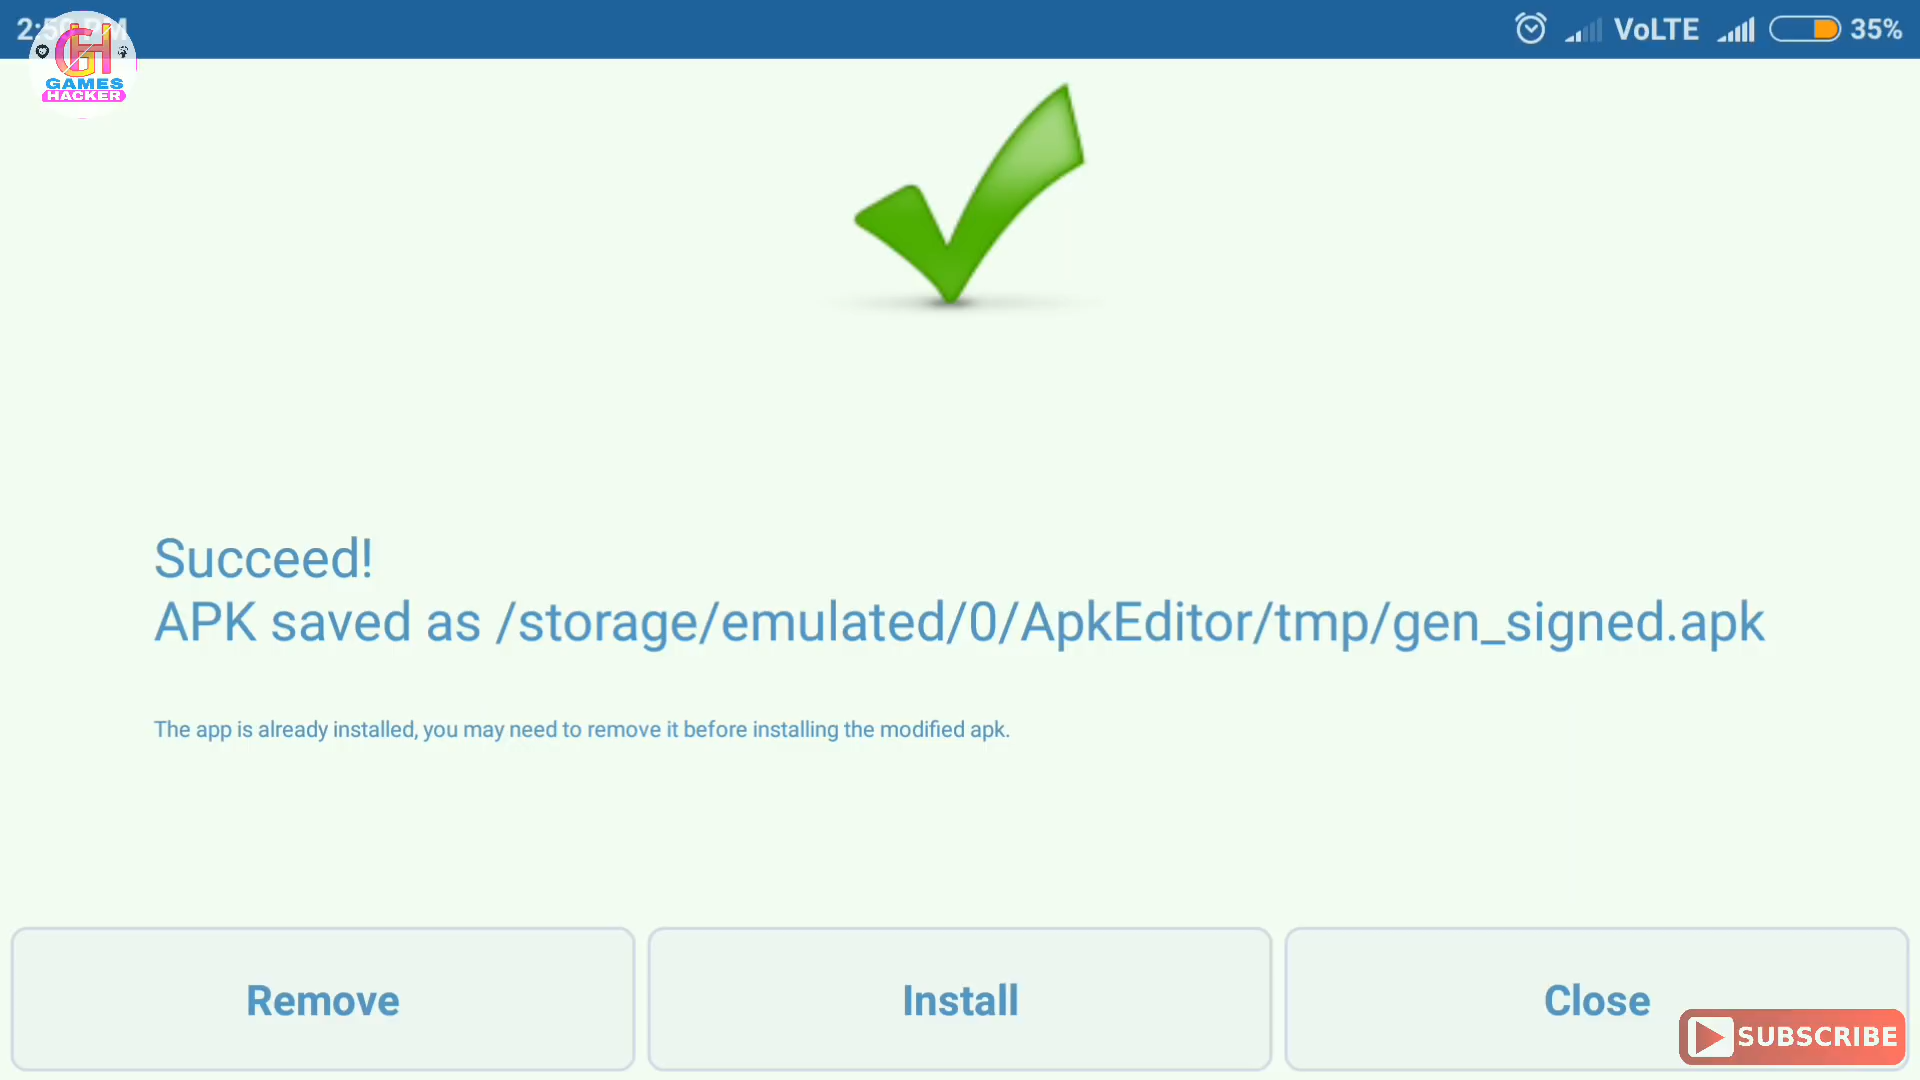 VoLTE 35%
GAMES
HACKER
Succeed!
APK saved as /storage/emulated/0/ApkEditor/tmp/gen_signed.apk
The app is already installed, you may need to remove it before installing the modified apk.
Remove Install Close
SUBSCRIBE